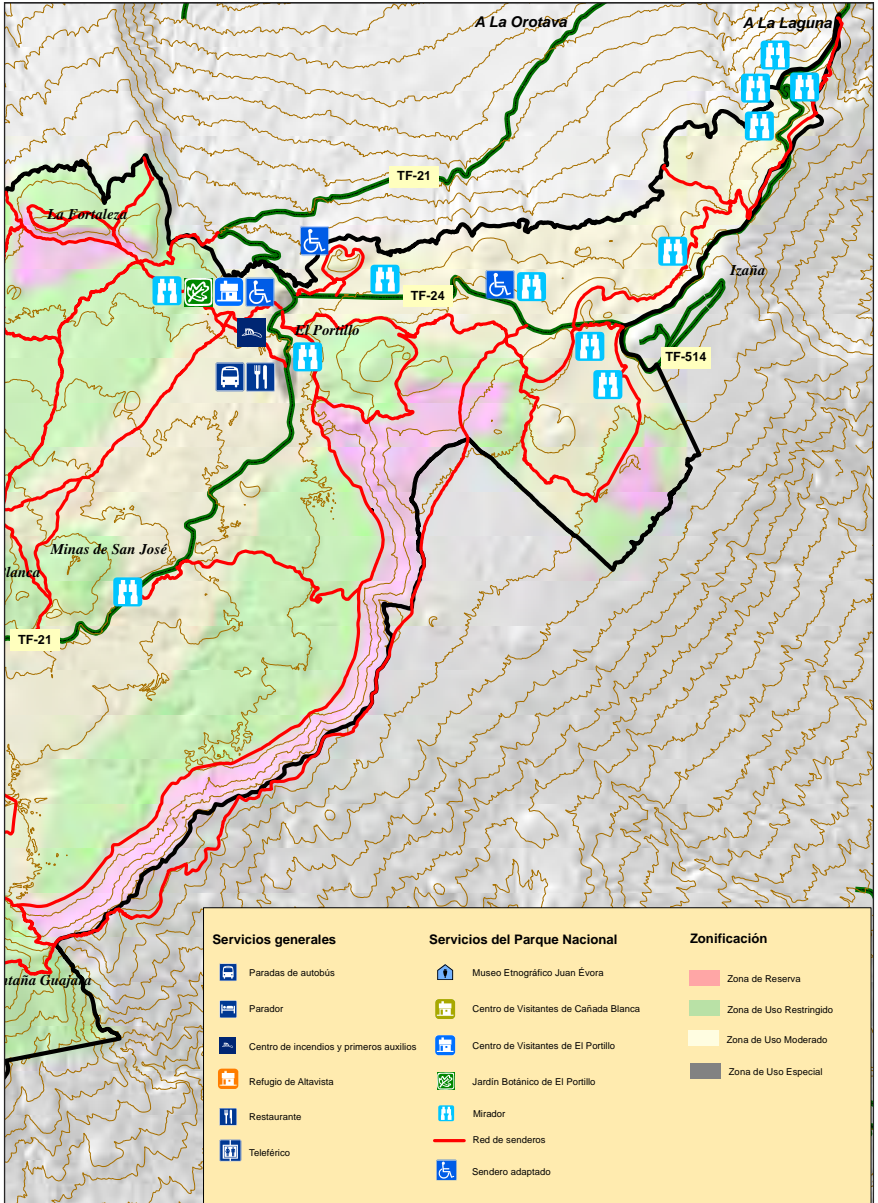 A La Orotava
A La Laguna
TF-21
La Fortaleza
Izaña
TF-24
El Portillo
TF-514
Minas de San José
lanca
TF-21
ntaña Guajara
Servicios generales
Paradas de autobús
Parador
Centro de incendios y primeros auxilios
Refugio de Altavista
Restaurante
Teleférico
Servicios del Parque Nacional
Museo Etnográfico Juan Évora
Centro de Visitantes de Cañada Blanca
Centro de Visitantes de El Portillo
Jardín Botánico de El Portillo
Mirador
Red de senderos
Sendero adaptado
Zonificación
Zona de Reserva
Zona de Uso Restringido
Zona de Uso Moderado
Zona de Uso Especial